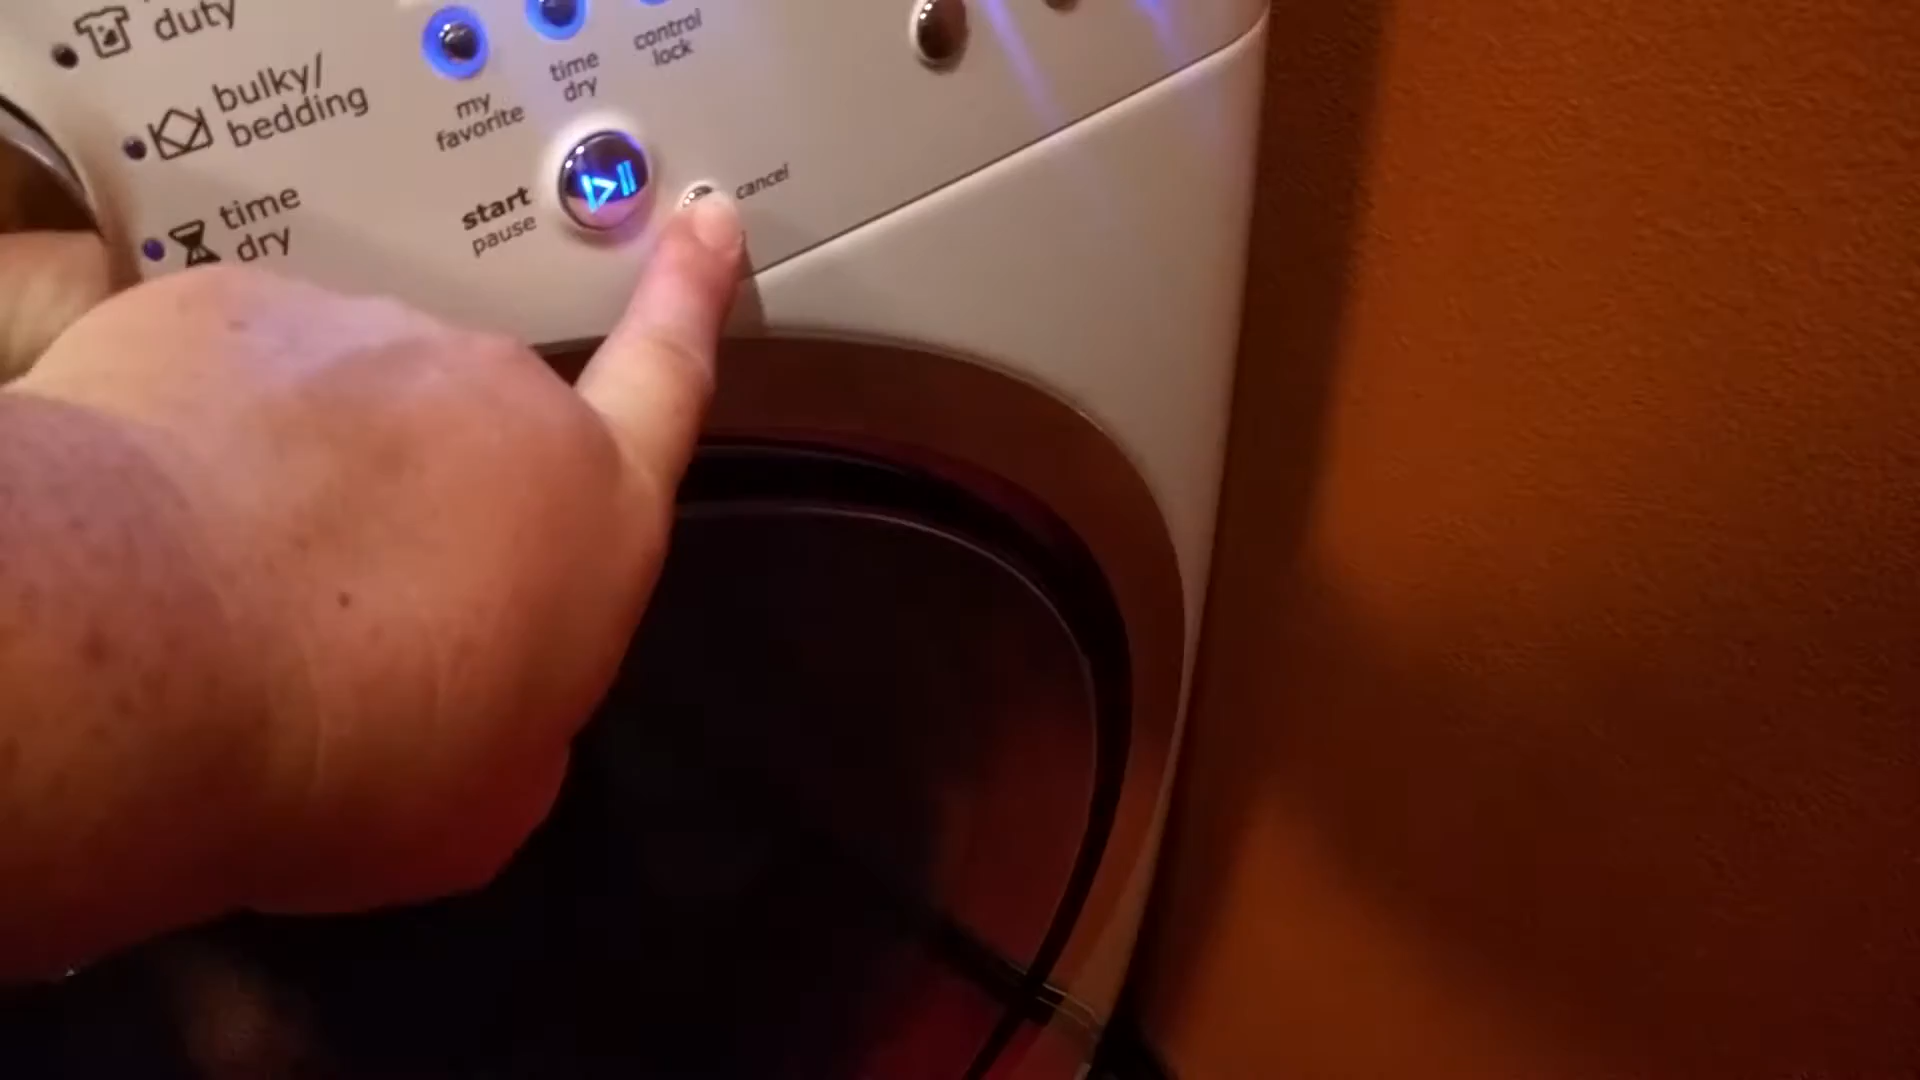 duty
bulky/
bedding
time
dry
my
favorite
time
dry
control
lock
start
pause
cancel